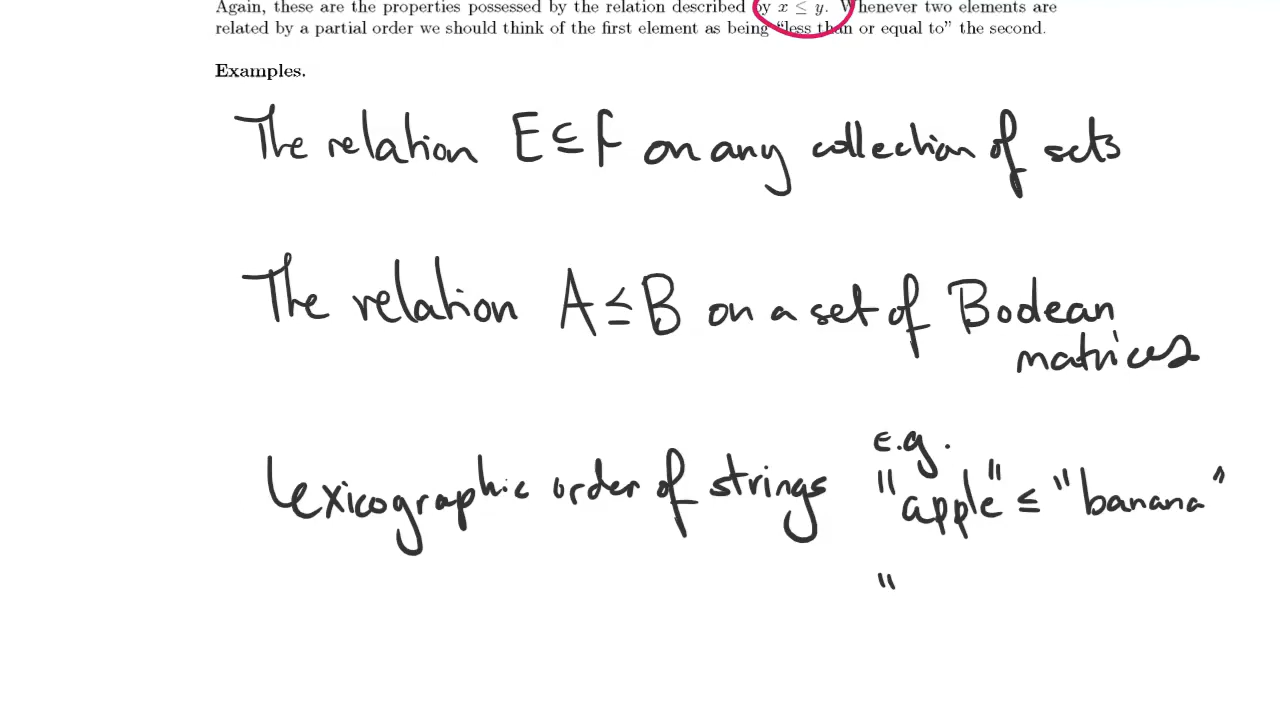 Again, these are the properties possessed by the relation described by x ≤ y. Whenever two elements are
related by a partial order we should think of the first element as being “less than or equal to” the second.
Examples.
The relation E ⊆ F on any collection of sets
The relation A ≤ B on a set of Boolean
matrices
E.g.
Lexicographic order of strings "apple" ≤ "banana"
"